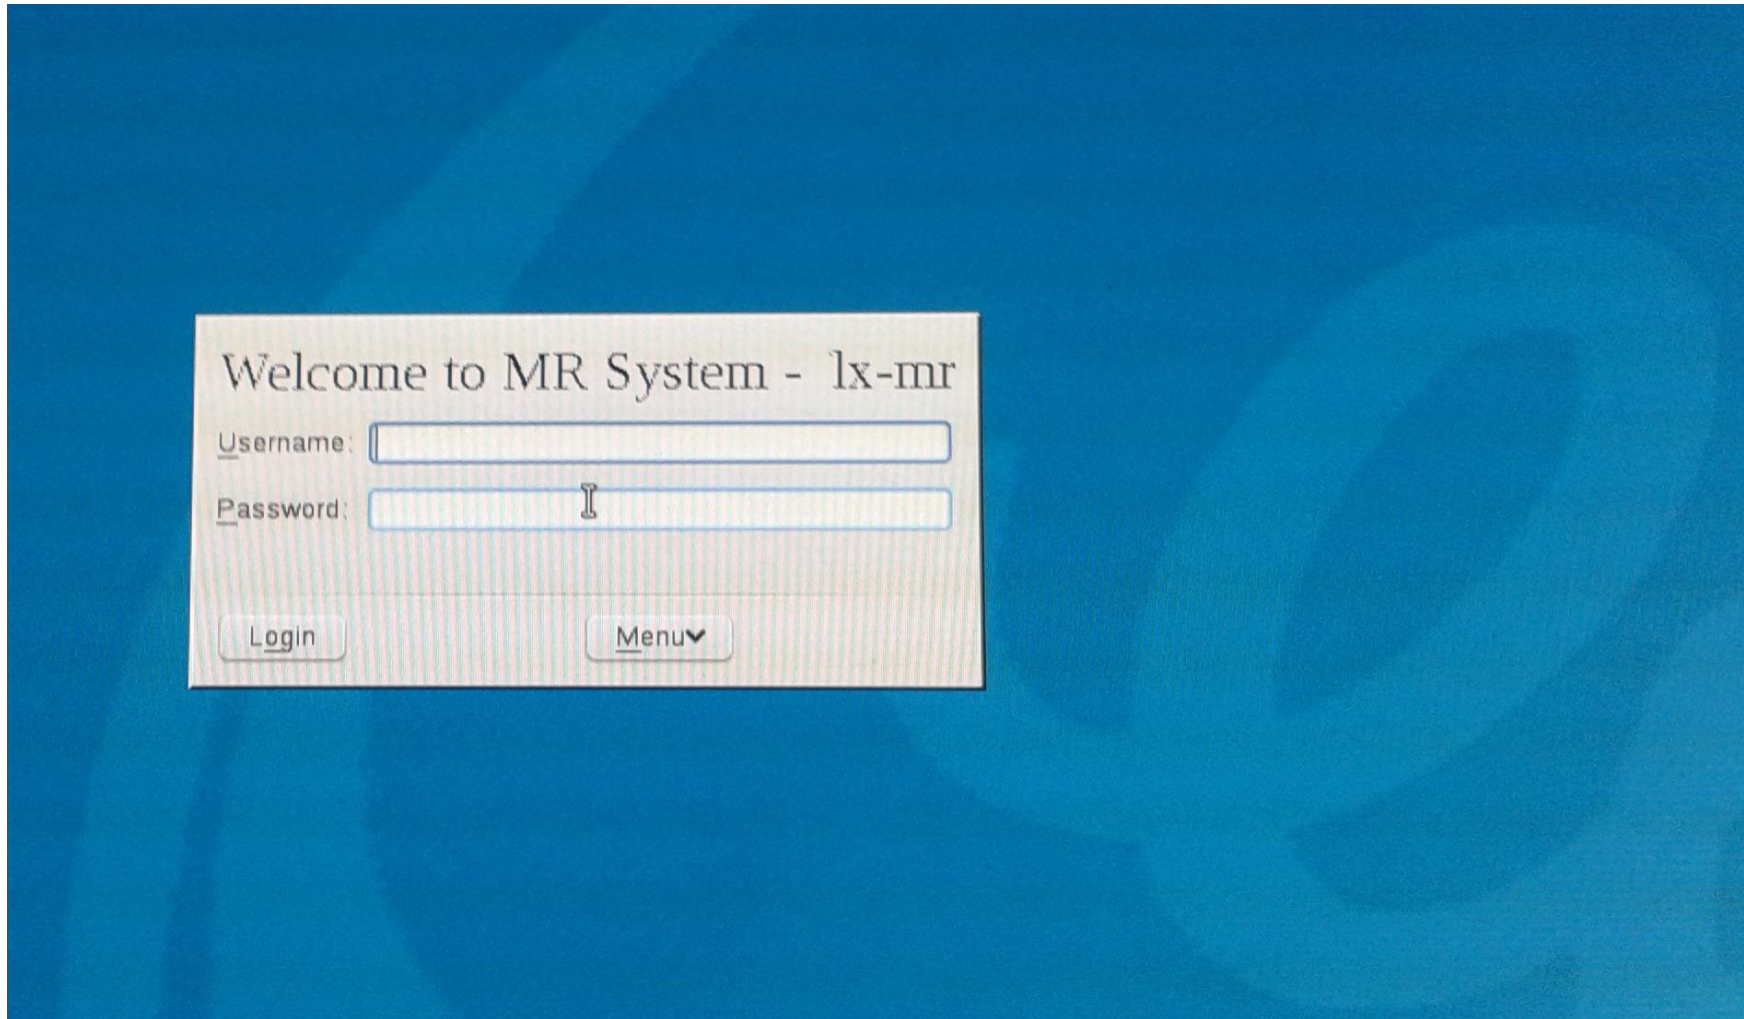 Welcome to MR System - lx-mr
Username:
Password:
Login
Menu